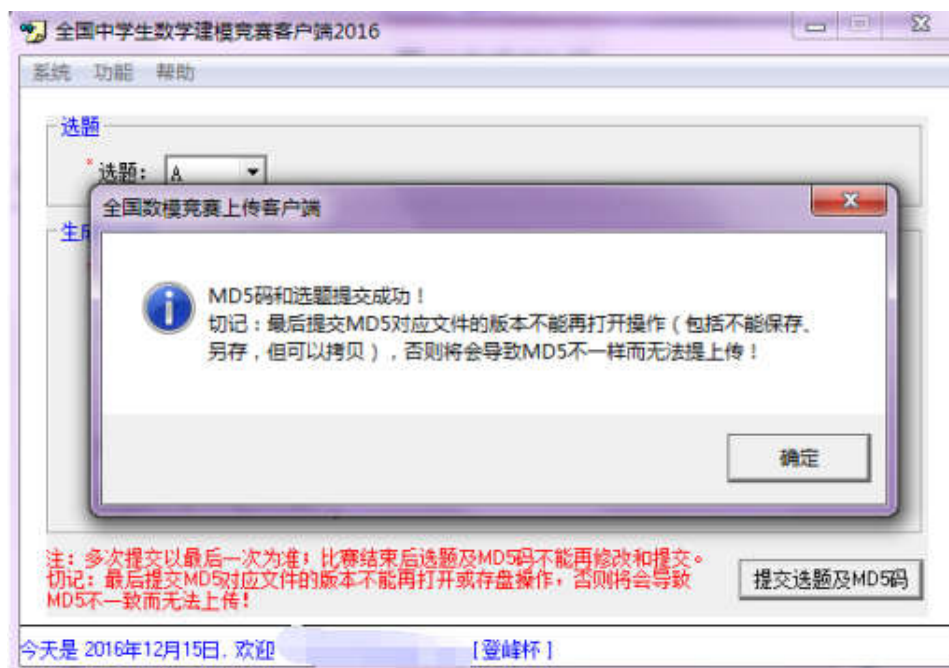 全国中学生数学建模竞赛客户端2016
系统 功能 帮助
选题
*选题: A
全国数模竞赛上传客户端
生成
MD5码和选题提交成功！
切记：最后提交MD5对应文件的版本不能再打开操作（包括不能保存、
另存，但可以拷贝），否则将会导致MD5不一样而无法提上传！
确定
注: 多次提交以最后一次为准; 比赛结束后选题及MD5码不能再修改和提交。
切记: 最后提交MD5对应文件的版本不能再打开或存盘操作, 否则将会导致
MD5不一致而无法上传!
提交选题及MD5码
今天是 2016年12月15日. 欢迎 [登峰杯]